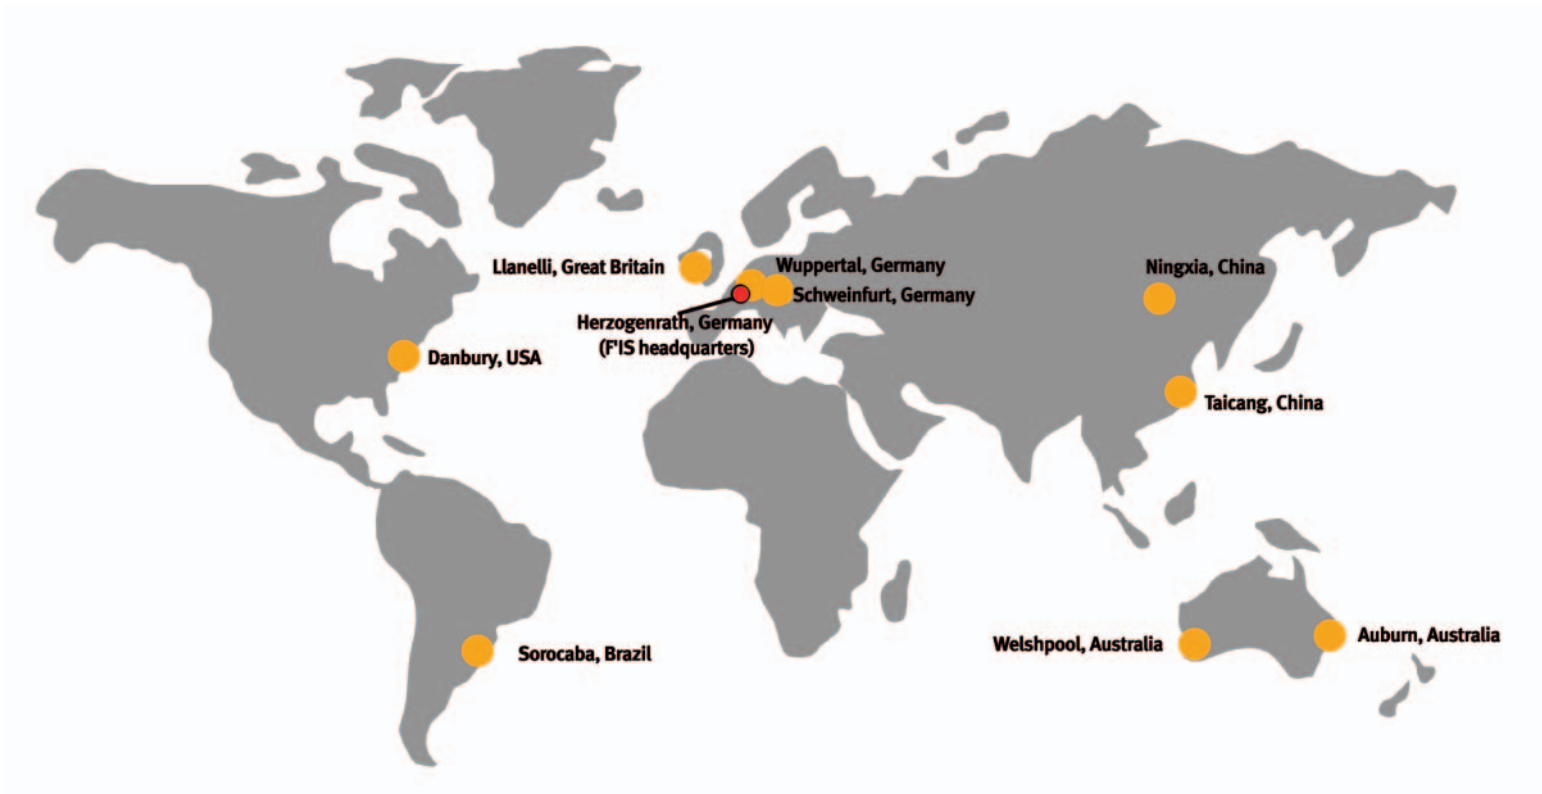 Llanelli, Great Britain
Wuppertal, Germany
Ningxia, China
Schweinfurt, Germany
Herzogenrath, Germany
(F'IS headquarters)
Danbury, USA
Taicang, China
Sorocaba, Brazil
Welshpool, Australia
Auburn, Australia